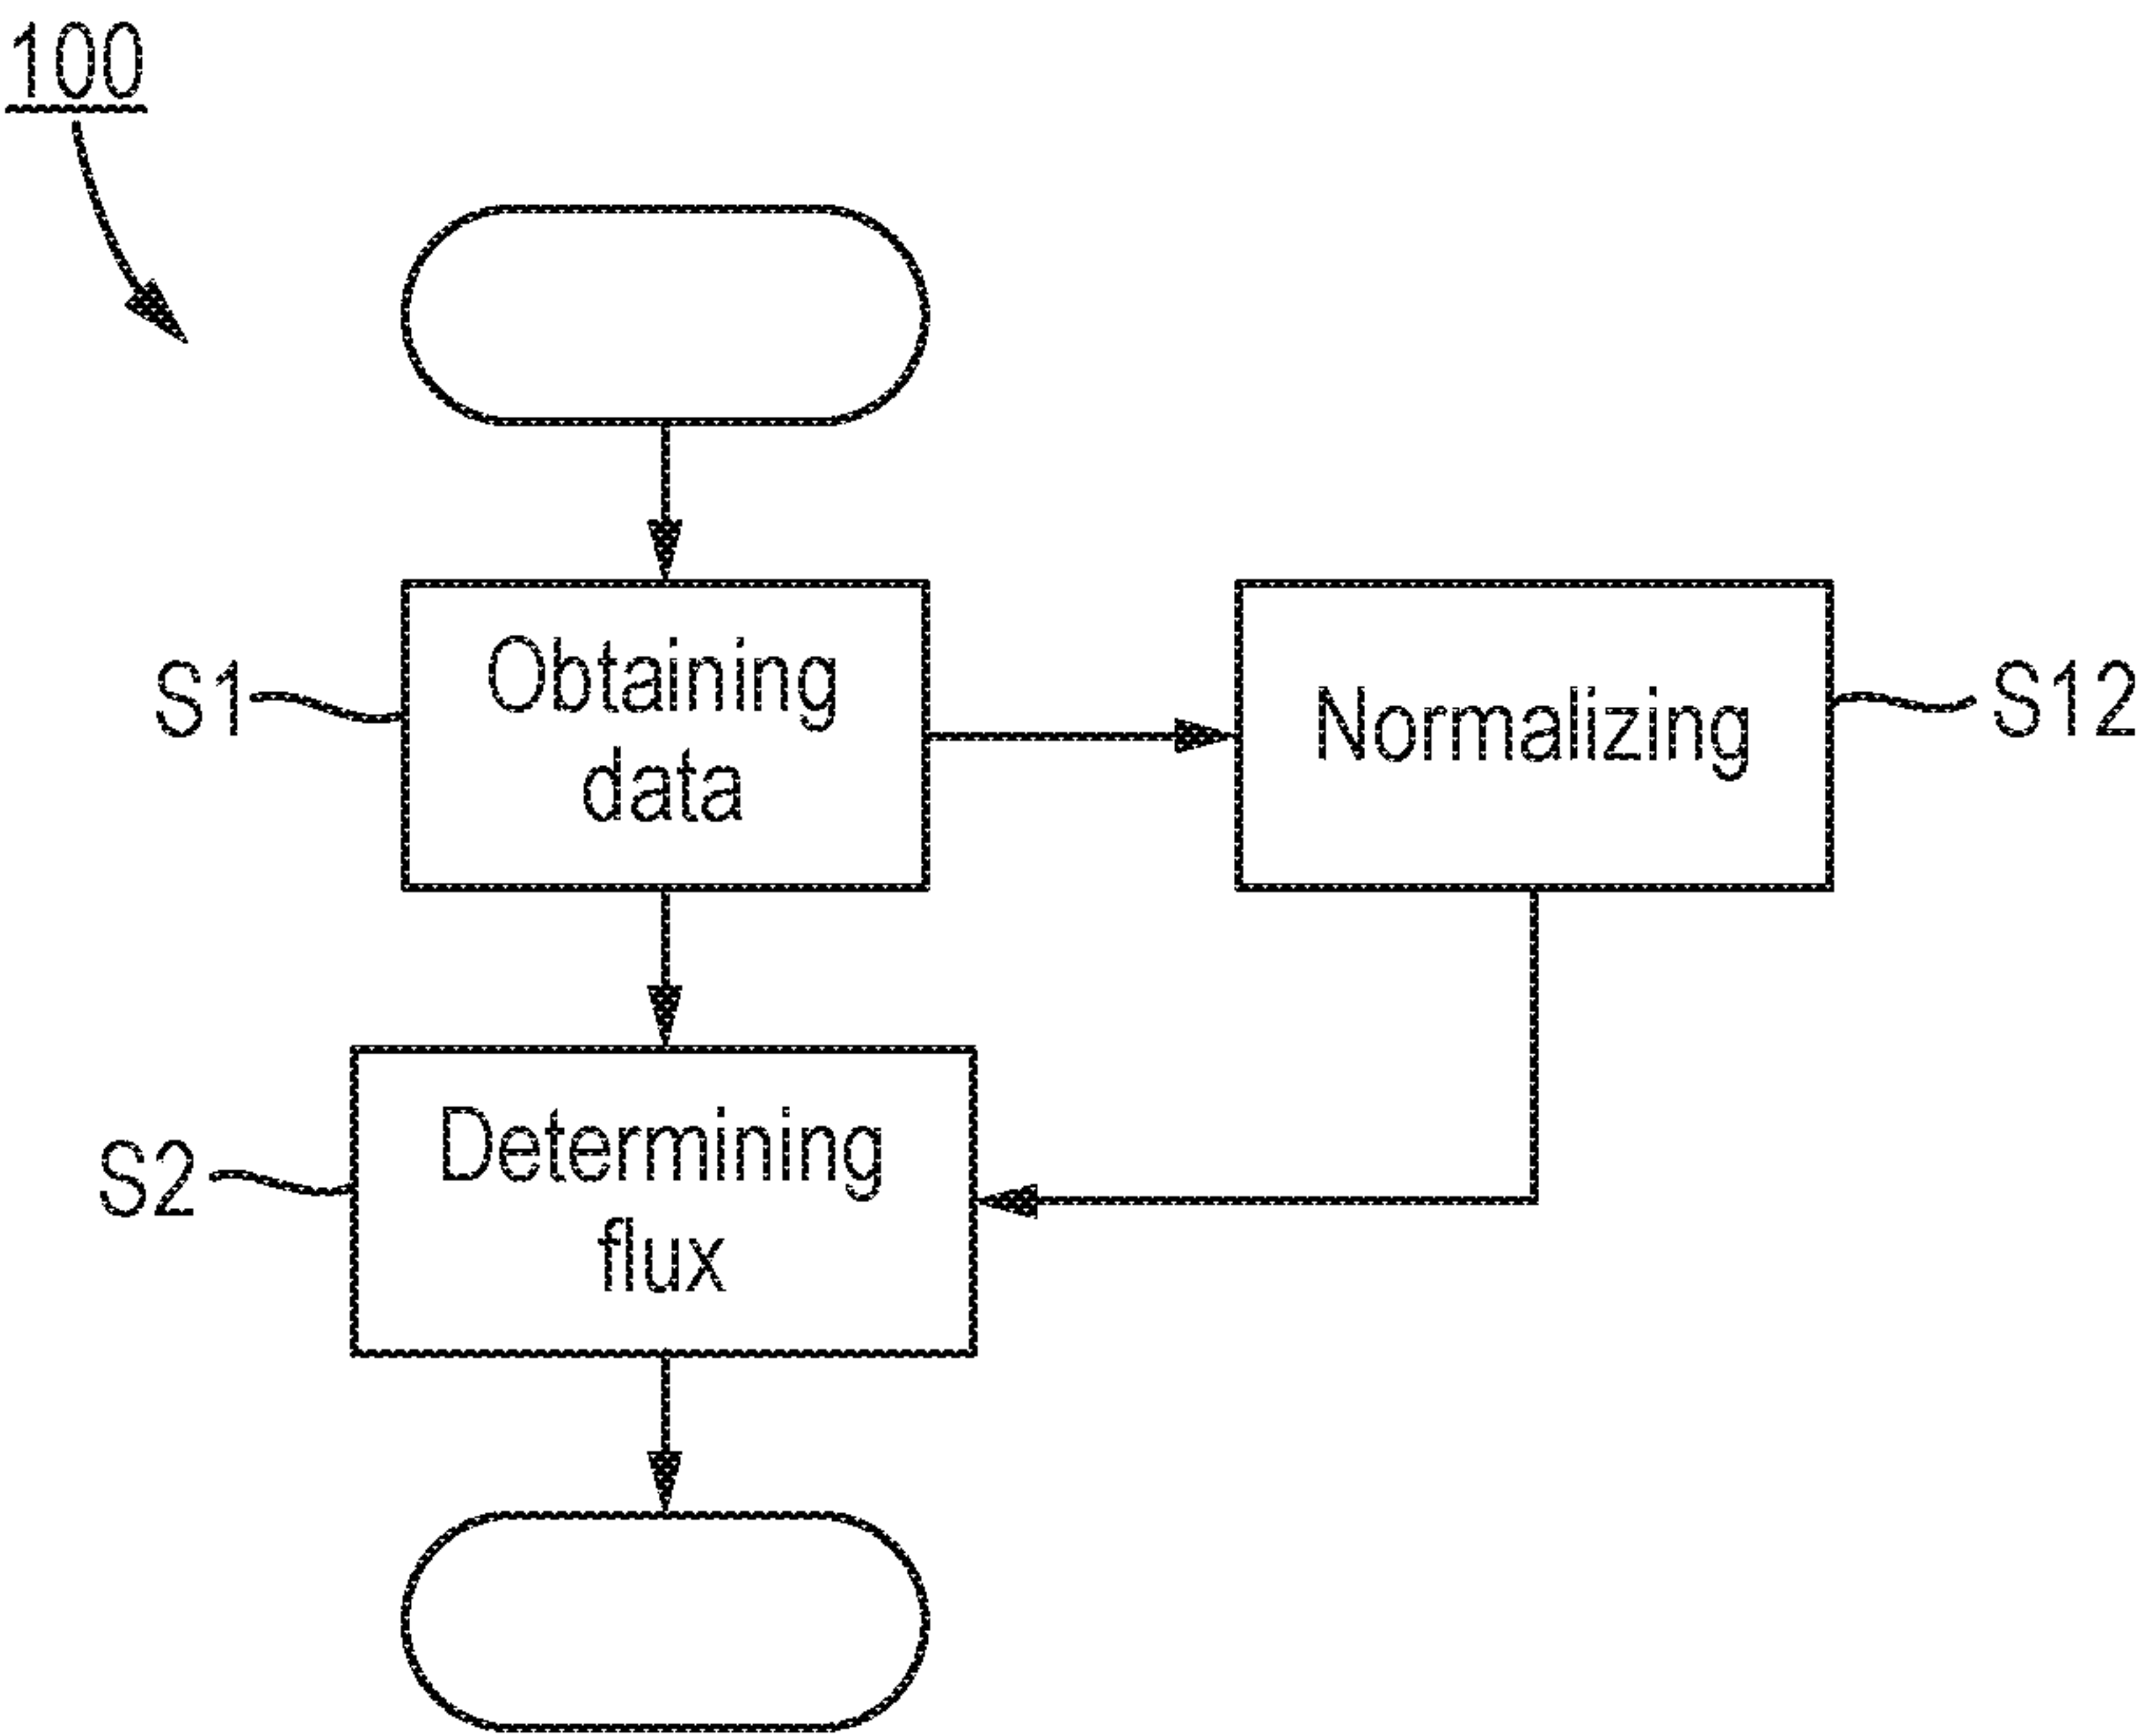 100
S1
Obtaining
data
Normalizing
S12
S2
Determining
flux